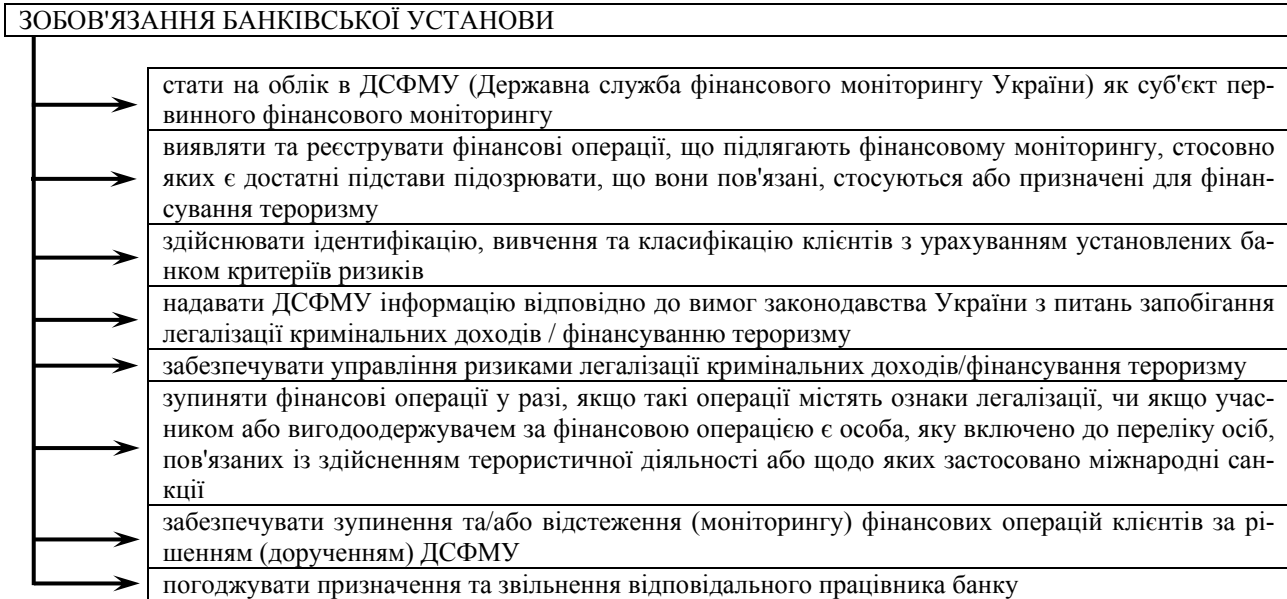 ЗОБОВ'ЯЗАННЯ БАНКІВСЬКОЇ УСТАНОВИ
стати на облік в ДСФМУ (Державна служба фінансового моніторингу України) як суб'єкт пер-
винного фінансового моніторингу
виявляти та реєструвати фінансові операції, що підлягають фінансовому моніторингу, стосовно
яких є достатні підстави підозрювати, що вони пов'язані, стосуються або призначені для фінан-
сування тероризму
здійснювати ідентифікацію, вивчення та класифікацію клієнтів з урахуванням установлених ба-
нком критеріїв ризиків
надавати ДСФМУ інформацію відповідно до вимог законодавства України з питань запобігання
легалізації кримінальних доходів / фінансуванню тероризму
забезпечувати управління ризиками легалізації кримінальних доходів/фінансування тероризму
зупиняти фінансові операції у разі, якщо такі операції містять ознаки легалізації, чи якщо учас-
ником або вигодоодержувачем за фінансовою операцією є особа, яку включено до переліку осіб,
пов'язаних із здійсненням терористичної діяльності або щодо яких застосовано міжнародні сан-
кції
забезпечувати зупинення та/або відстеження (моніторингу) фінансових операцій клієнтів за рі-
шенням (дорученням) ДСФМУ
погоджувати призначення та звільнення відповідального працівника банку